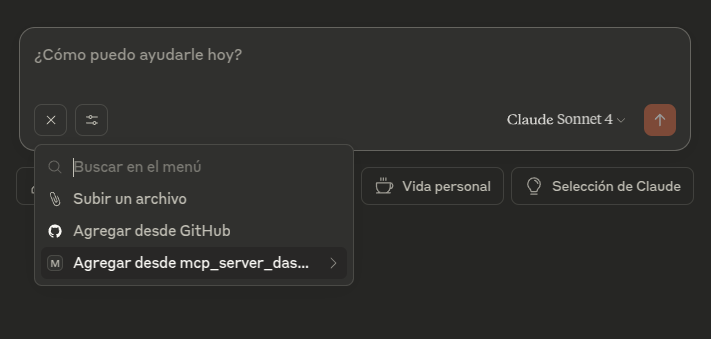 ¿Cómo puedo ayudarle hoy?
Claude Sonnet 4
Buscar en el menú
Subir un archivo
Agregar desde GitHub
M Agregar desde mcp_server_das...
Vida personal
Selección de Claude